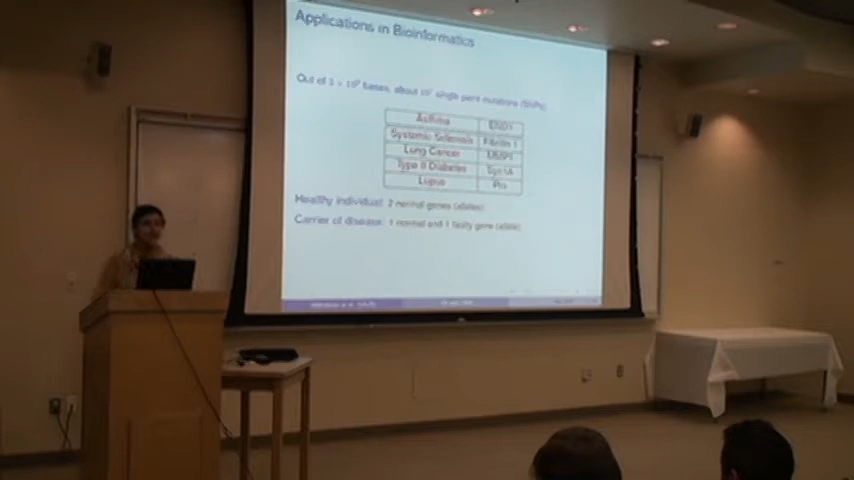 Applications in Bioinformatics
Out of 3 × 10⁹ bases, about 10⁷ single point mutations (SNPs)
Asthma
Systemic Sclerosis Fibrillin 1
Lung Cancer MMP1
Type II Diabetes
Lupus
Healthy individual: 2 normal genes (alleles)
Carrier of disease: 1 normal and 1 faulty gene (allele)